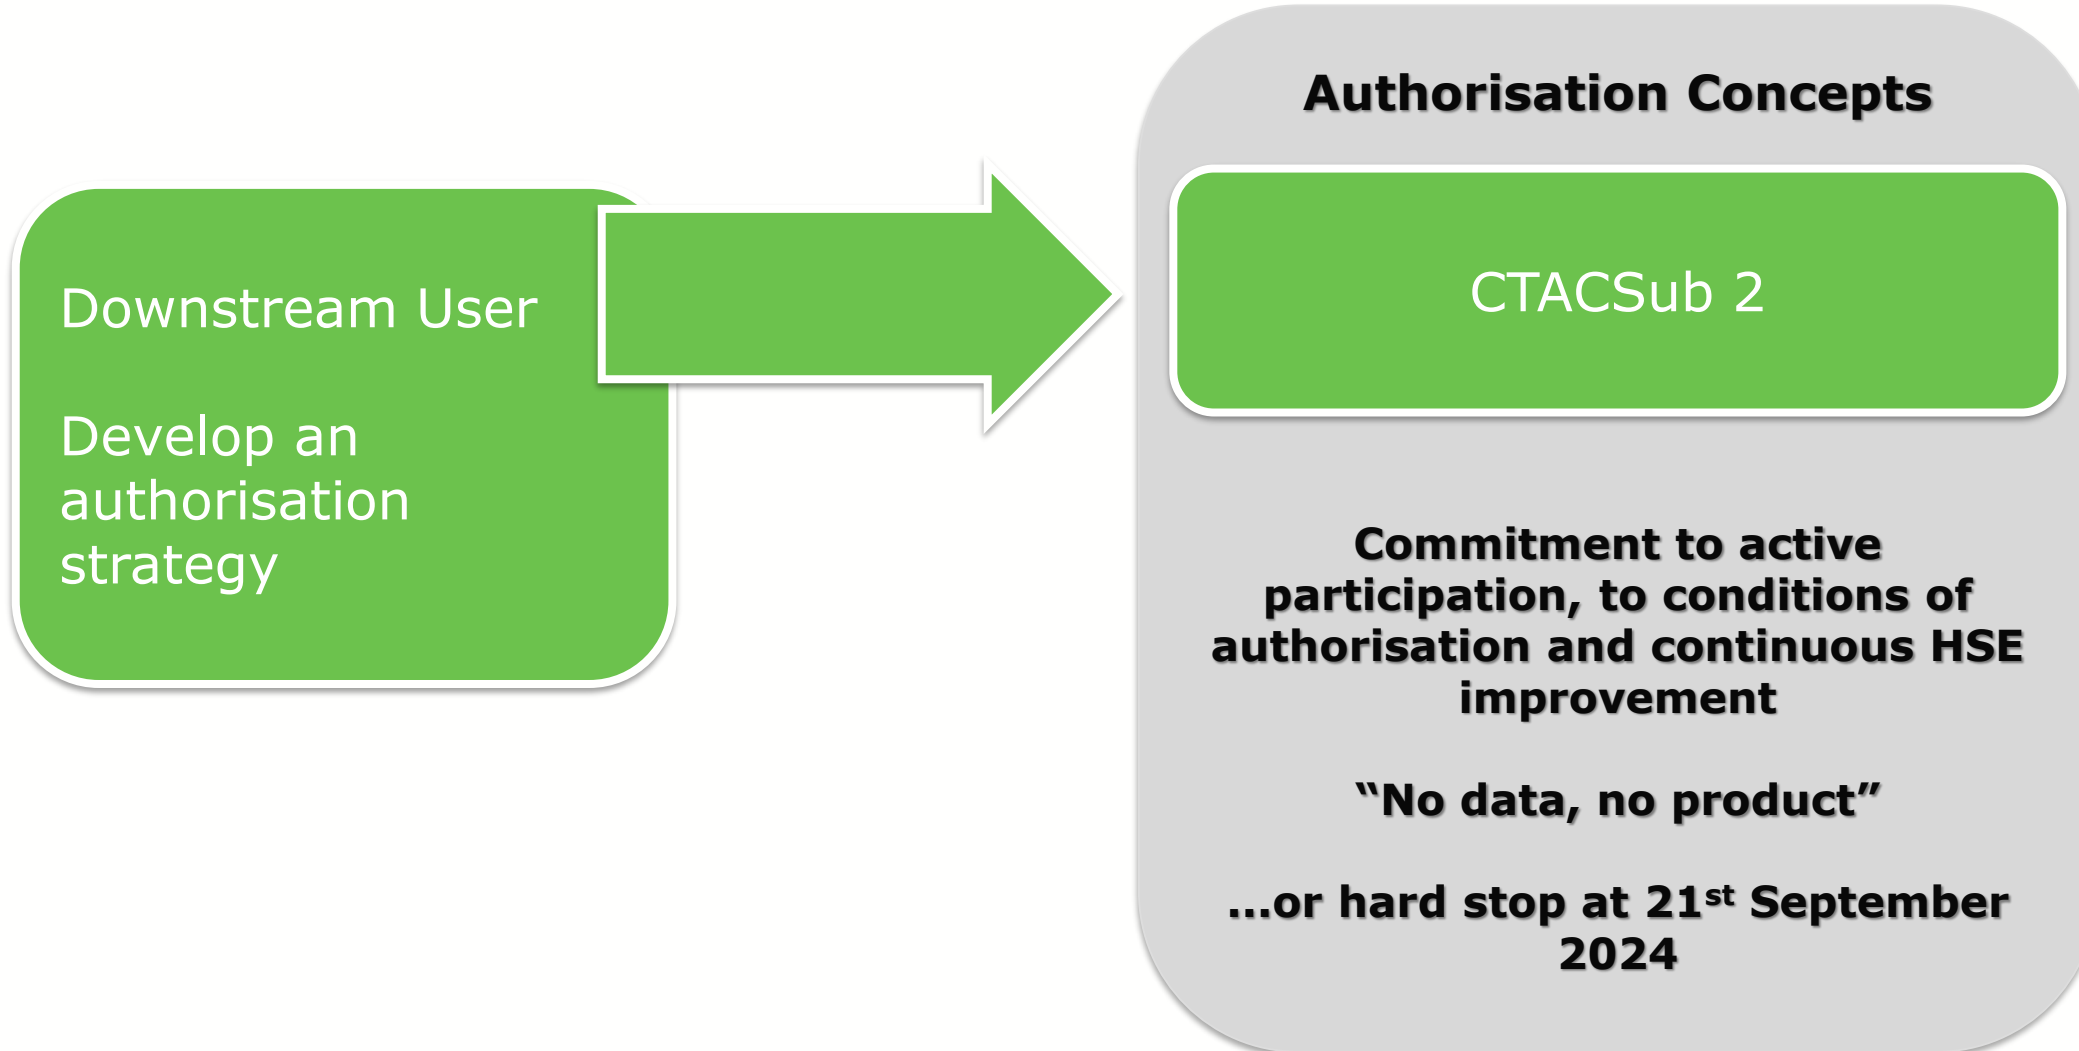 Downstream User
Develop an
authorisation
strategy
Authorisation Concepts
CTACSub 2
Commitment to active
participation, to conditions of
authorisation and continuous HSE
improvement
“No data, no product”
…or hard stop at 21st September
2024